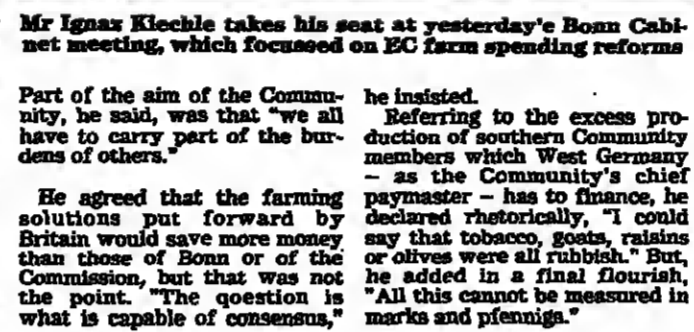 Mr Ignaz Kiechle takes his seat at yesterday'e Bonn Cabi-
net meeting, which focussed on EC farm spending reforms
Part of the aim of the Commu-
nity, he said, was that "we all
have to carry part of the bur-
dens of others."
He agreed that the farming
solutions put forward by
Britain would save more money
than those of Bonn or of the
Commission, but that was not
the point. "The qoestion is
what is capable of consensus,"
he insisted.
Referring to the excess pro-
duction of southern Community
members which West Germany
– as the Community's chief
paymaster – has to finance, he
declared rhetorically, "I could
say that tobacco, goats, raisins
or olives were all rubbish." But,
he added in a final flourish,
"All this cannot be measured in
marks and pfennigs."